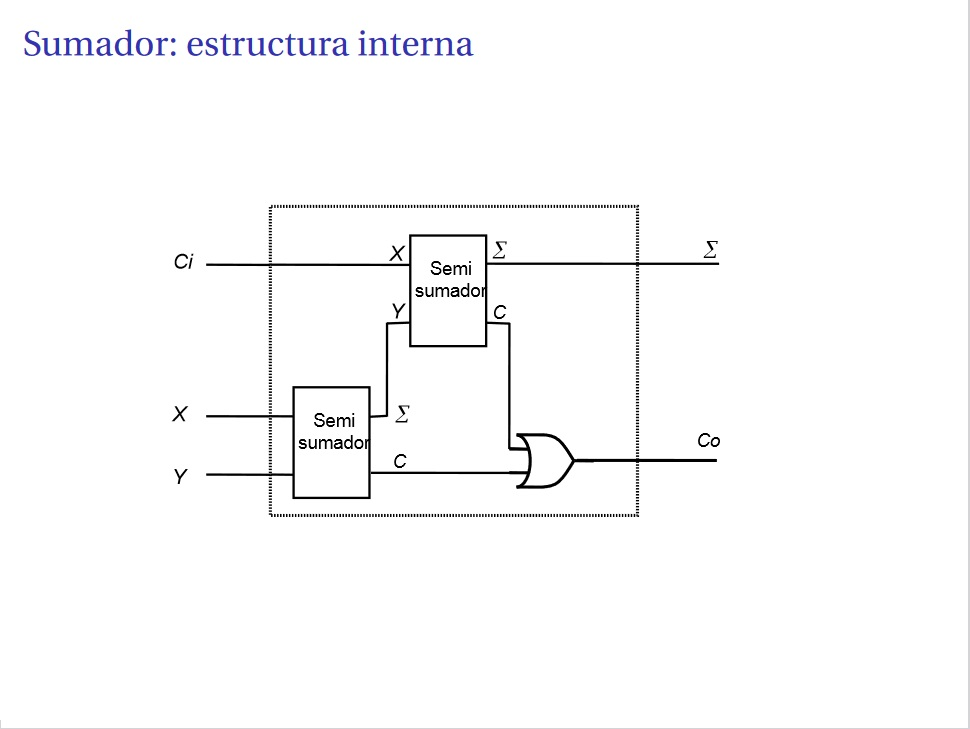 Sumador: estructura interna
Ci
X
Semi
sumador
Σ
Σ
Y
C
X
Semi
sumador
Σ
Y
C
Co